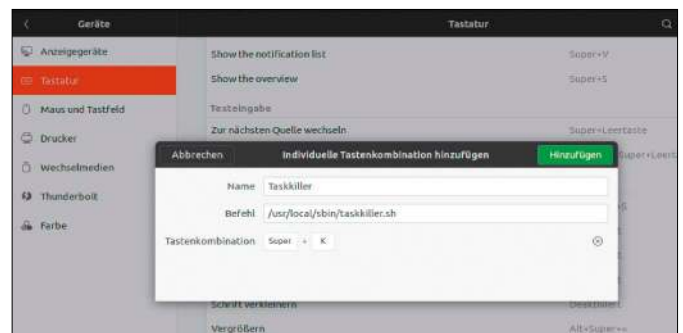 Geräte
Tastatur
Anzeigegeräte
Show the notification list
Super+V
Tastatur
Show the overview
Super+S
Texteingabe
Maus und Tastfeld
Zur nächsten Quelle wechseln
Super+Leertaste
Drucker
Abbrechen
Individuelle Tastenkombination hinzufügen
Hinzufügen
Wechselmedien
Name
Taskkiller
Thunderbolt
Befehl
/usr/local/sbin/taskkiller.sh
Farbe
Tastenkombination
Super + K
Schrift verkleinern
Deaktiviert
Vergrößern
Alt+Super+=